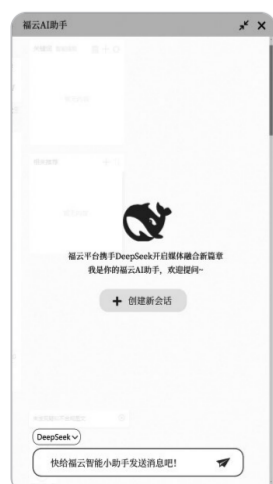 福云AI助手
福云平台携手DeepSeek开启媒体融合新篇章
我是你的福云AI助手，欢迎提问~
+ 创建新会话
DeepSeek
快给福云智能小助手发送消息吧！